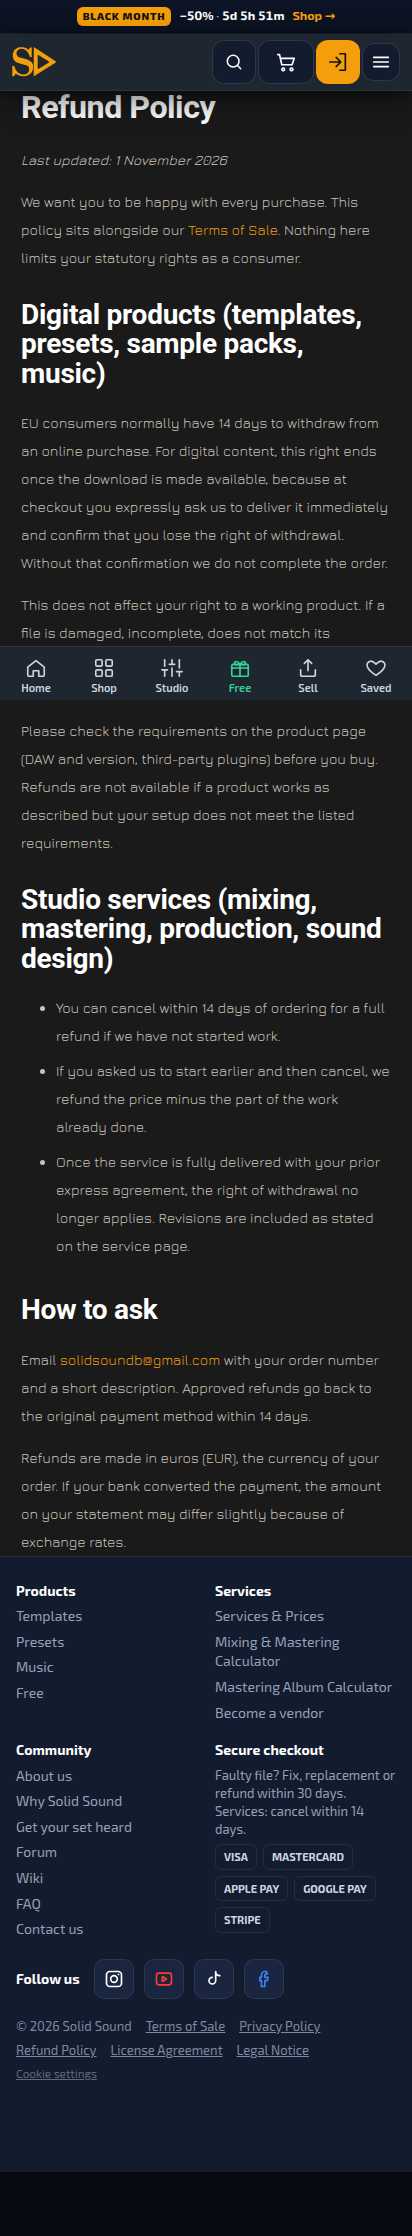 BLACK MONTH −50% · 5d 5h 51m Shop →
SD
Refund Policy
Last updated: 1 November 2026
We want you to be happy with every purchase. This
policy sits alongside our Terms of Sale. Nothing here
limits your statutory rights as a consumer.
Digital products (templates,
presets, sample packs,
music)
EU consumers normally have 14 days to withdraw from
an online purchase. For digital content, this right ends
once the download is made available, because at
checkout you expressly ask us to deliver it immediately
and confirm that you lose the right of withdrawal.
Without that confirmation we do not complete the order.
This does not affect your right to a working product. If a
file is damaged, incomplete, does not match its
Home Shop Studio Free Sell Saved
Please check the requirements on the product page
(DAW and version, third-party plugins) before you buy.
Refunds are not available if a product works as
described but your setup does not meet the listed
requirements.
Studio services (mixing,
mastering, production, sound
design)
• You can cancel within 14 days of ordering for a full
refund if we have not started work.
• If you asked us to start earlier and then cancel, we
refund the price minus the part of the work
already done.
• Once the service is fully delivered with your prior
express agreement, the right of withdrawal no
longer applies. Revisions are included as stated
on the service page.
How to ask
Email solidsoundb@gmail.com with your order number
and a short description. Approved refunds go back to
the original payment method within 14 days.
Refunds are made in euros (EUR), the currency of your
order. If your bank converted the payment, the amount
on your statement may differ slightly because of
exchange rates.
Products
Templates
Presets
Music
Free
Services
Services & Prices
Mixing & Mastering
Calculator
Mastering Album Calculator
Become a vendor
Community
About us
Why Solid Sound
Get your set heard
Forum
Wiki
FAQ
Contact us
Secure checkout
Faulty file? Fix, replacement or
refund within 30 days.
Services: cancel within 14
days.
VISA MASTERCARD
APPLE PAY GOOGLE PAY
STRIPE
Follow us
© 2026 Solid Sound Terms of Sale Privacy Policy
Refund Policy License Agreement Legal Notice
Cookie settings